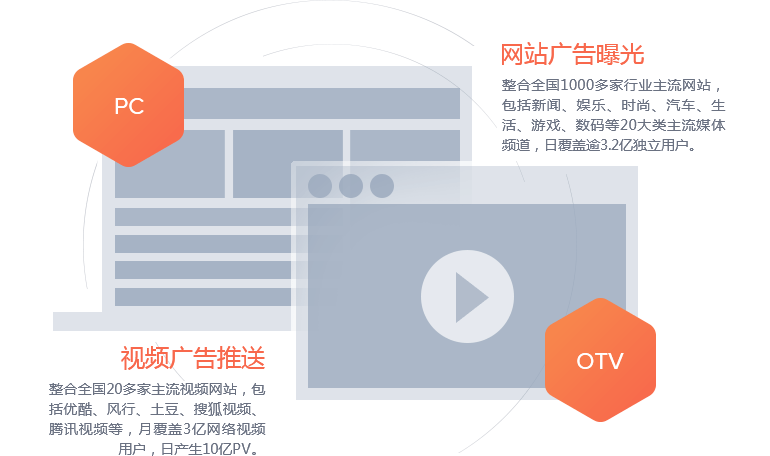 PC
网站广告曝光
整合全国1000多家行业主流网站，
包括新闻、娱乐、时尚、汽车、生
活、游戏、数码等20大类主流媒体
频道，日覆盖逾3.2亿独立用户。
视频广告推送
整合全国20多家主流视频网站，包
括优酷、风行、土豆、搜狐视频、
腾讯视频等，月覆盖3亿网络视频
用户，日产生10亿PV。
OTV